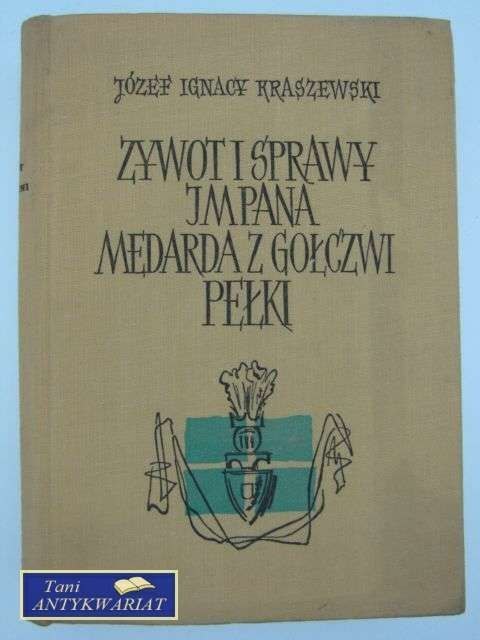 JÓZEF IGNACY KRASZEWSKI
ŻYWOT I SPRAWY
JMPANA
MEDARDA Z GOŁCZWI
PEŁKI
Tani
ANTYKWARIAT